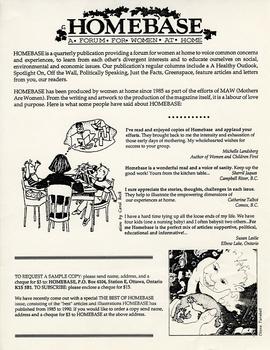 HOMEBASE
A · FORUM · FOR · WOMEN · AT · HOME
HOMEBASE is a quarterly publication providing a forum for women at home to voice common concerns
and experiences, to learn from each other's divergent interests and to educate ourselves on social,
environmental and economic issues. Our publication's regular columns include a A Healthy Outlook,
Spotlight On, Off the Wall, Politically Speaking, Just the Facts, Greenspace, feature articles and letters
from you, our readers.
HOMEBASE has been produced by women at home since 1985 as part of the efforts of MAW (Mothers
Are Women). From the writing and artwork to the production of the magazine itself, it is a labour of love
and purpose. Here is what some people have said about HOMEBASE:
I've read and enjoyed copies of Homebase and applaud your
efforts. They brought back to me the intensity and exhaustion of
those early days of mothering. My wholehearted wishes for
success to your group.
Michele Landsberg
Author of Women and Children First
Homebase is a wonderful read and a voice of sanity. Keep up the
good work! Yours from the kitchen table...
Sherril Jaques
Campbell River, B.C.
I sure appreciate the stories, thoughts, challenges in each issue.
They help to illustrate the empowering dimensions of
our experiences at home.
Catherine Talbot
Comox, B.C.
I have a hard time tying up all the loose ends of my life. We have
four kids (one a nursing baby) and I often babysit two others...For
me Homebase is the perfect mix of articles: supportive, political,
educational and informative...
Susan Leslie
Elbow Lake, Ontario
TO REQUEST A SAMPLE COPY: please send name, address, and a
cheque for $3 to HOMEBASE, P.O. Box 4104, Station E, Ottawa, Ontario
K1S 5B1. TO SUBSCRIBE: please enclose a cheque for $15.
We have recently come out with a special THE BEST OF HOMEBASE
issue, consisting of the "best" articles and illustrations HOMEBASE has
published from 1985 to 1990. If you would like to order a copy send name,
address and a cheque for $3 to HOMEBASE at the above address.